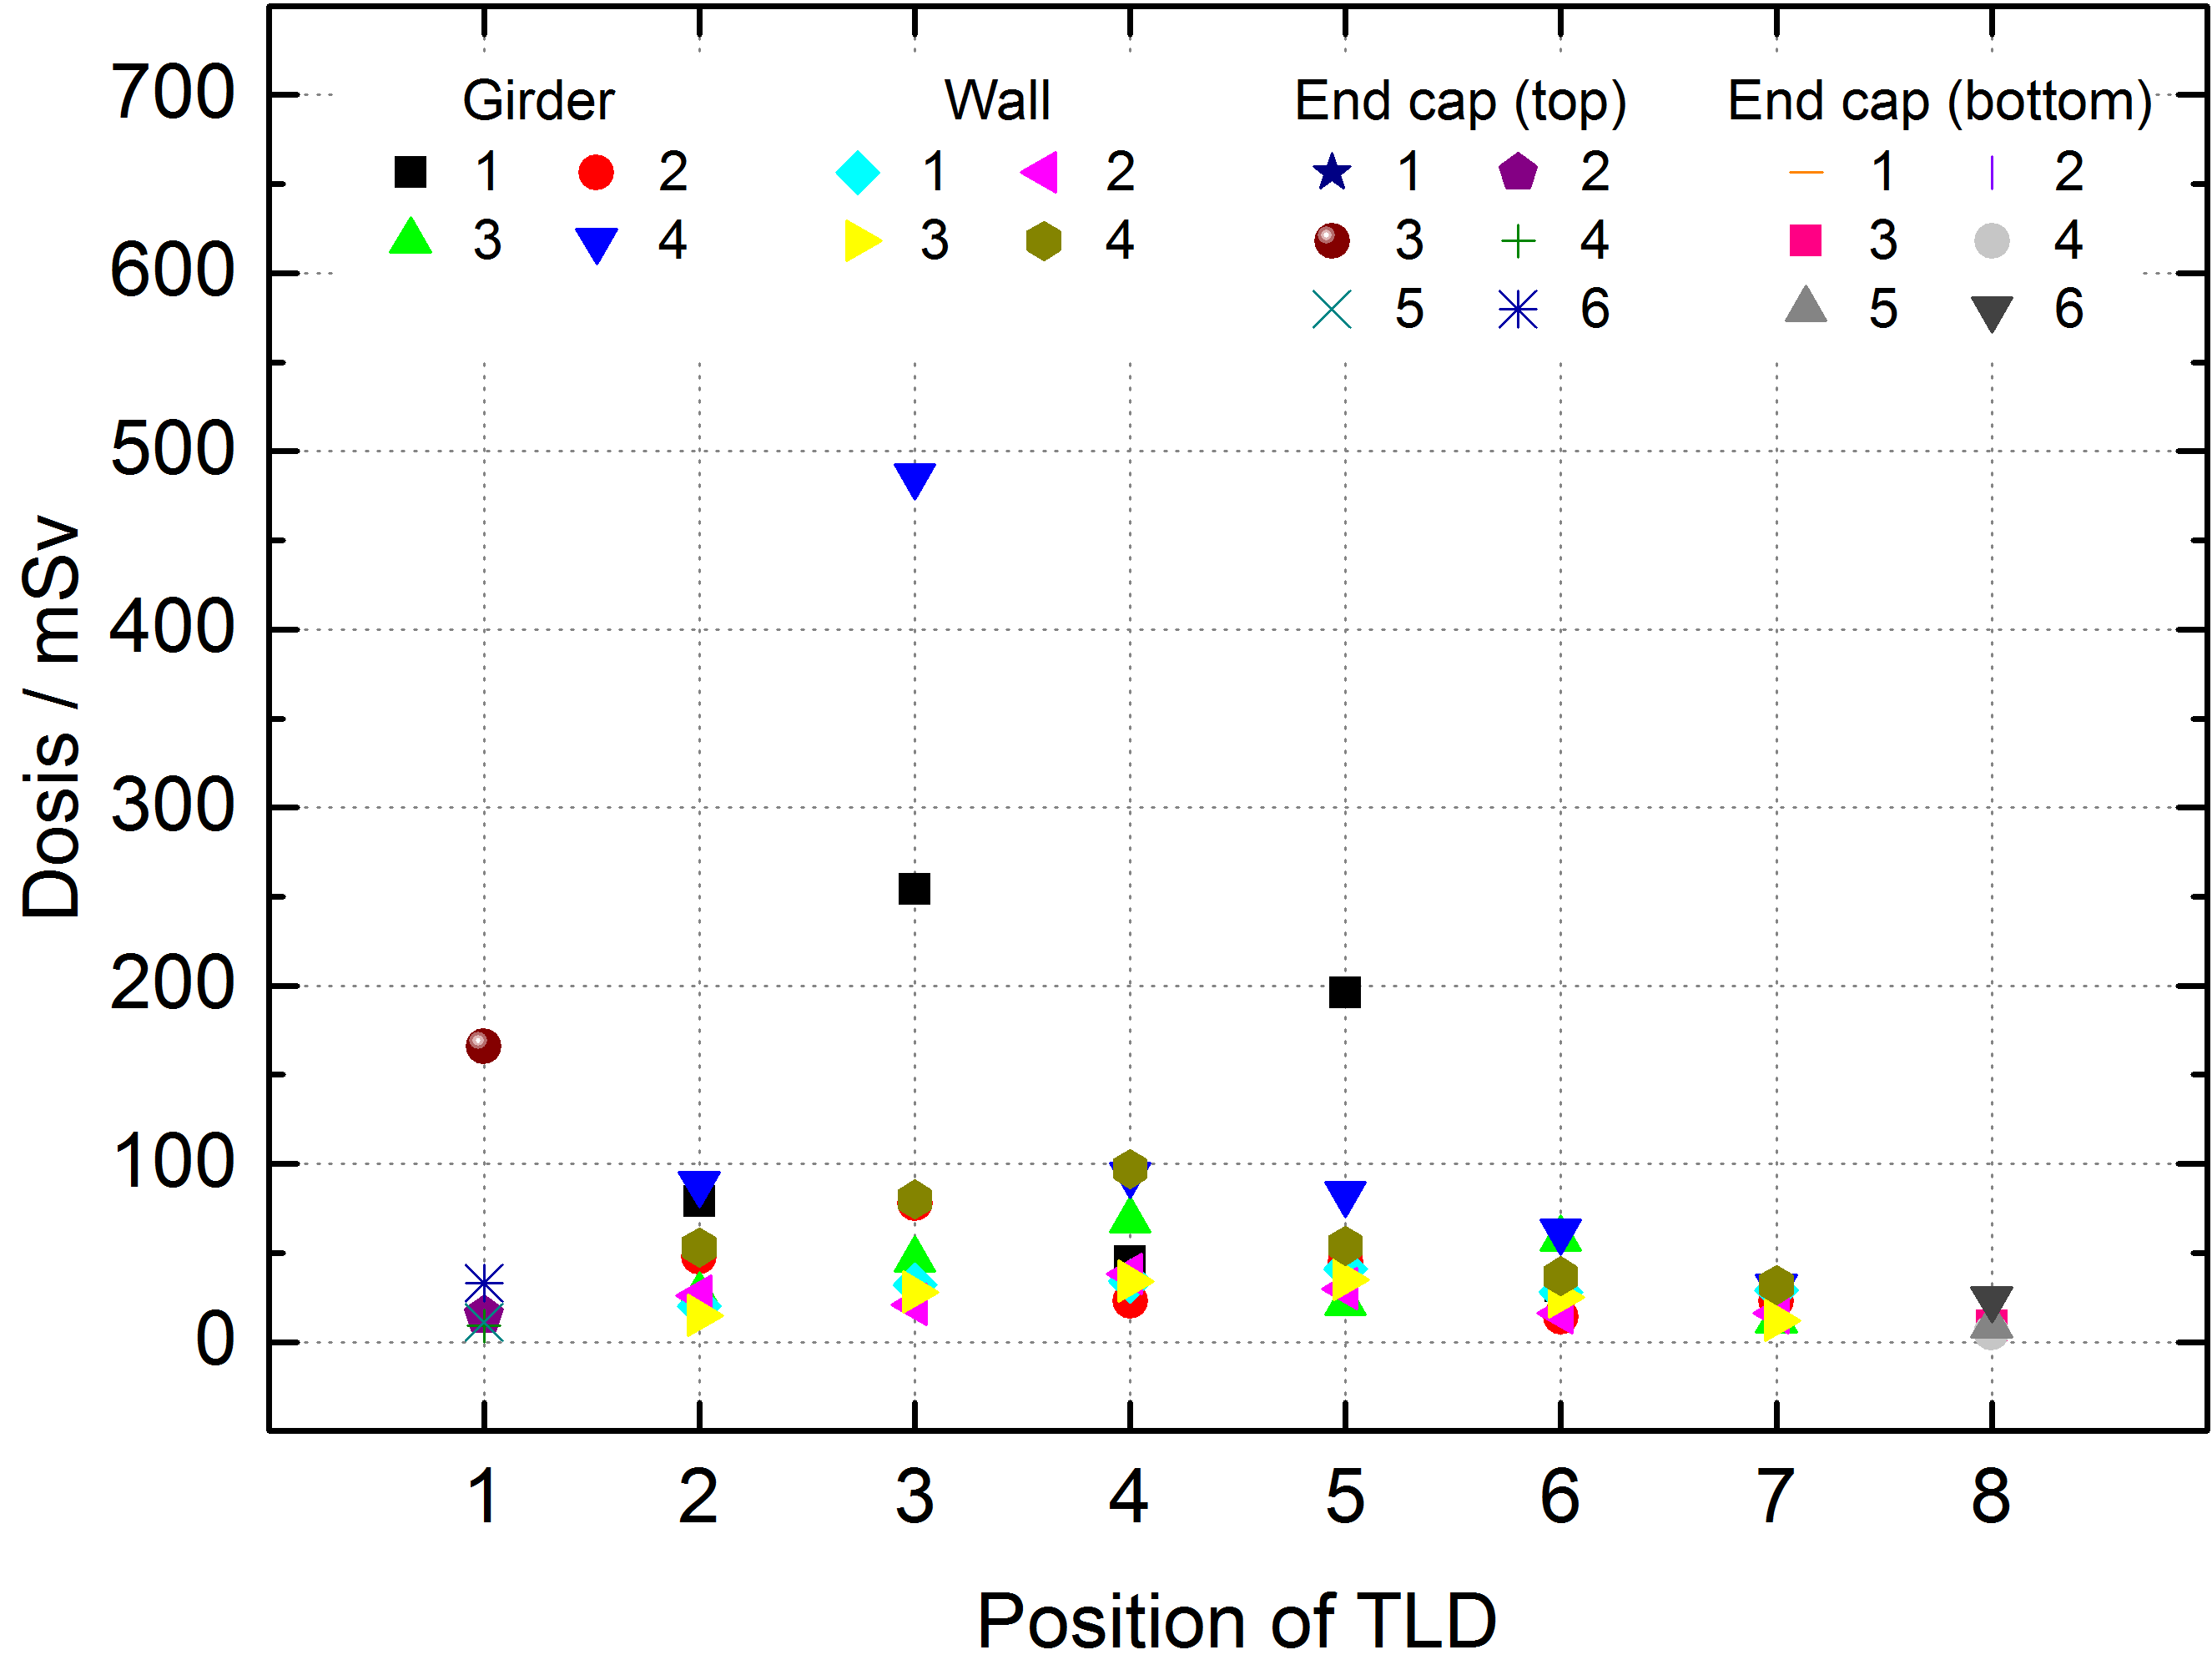 700
600
500
400
300
200
100
0
Dosis / mSv
Girder Wall End cap (top) End cap (bottom)
1 2 1 2 1 2 1 2
3 4 3 4 3 4 3 4
5 6 5 6
1 2 3 4 5 6 7 8
Position of TLD